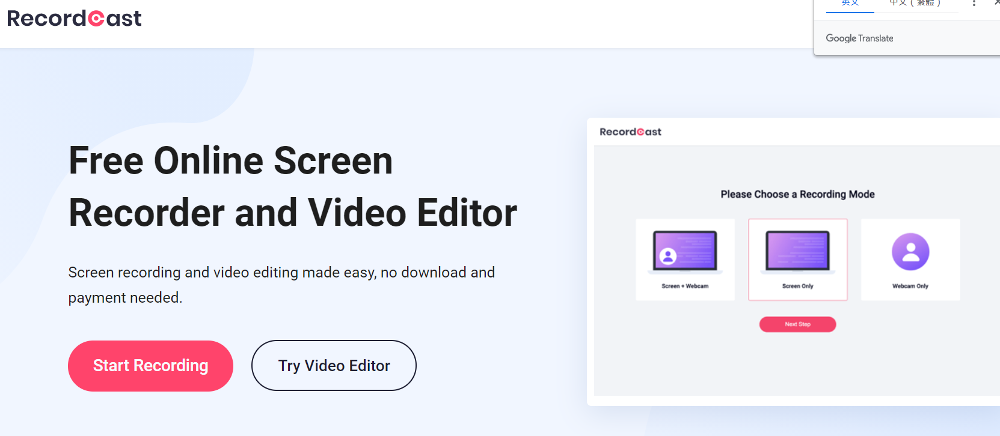 RecordCast
英文
中文（繁體）
Google Translate
Free Online Screen
Recorder and Video Editor
Screen recording and video editing made easy, no download and
payment needed.
Start Recording
Try Video Editor
RecordCast
Please Choose a Recording Mode
Screen + Webcam
Screen Only
Webcam Only
Next Step